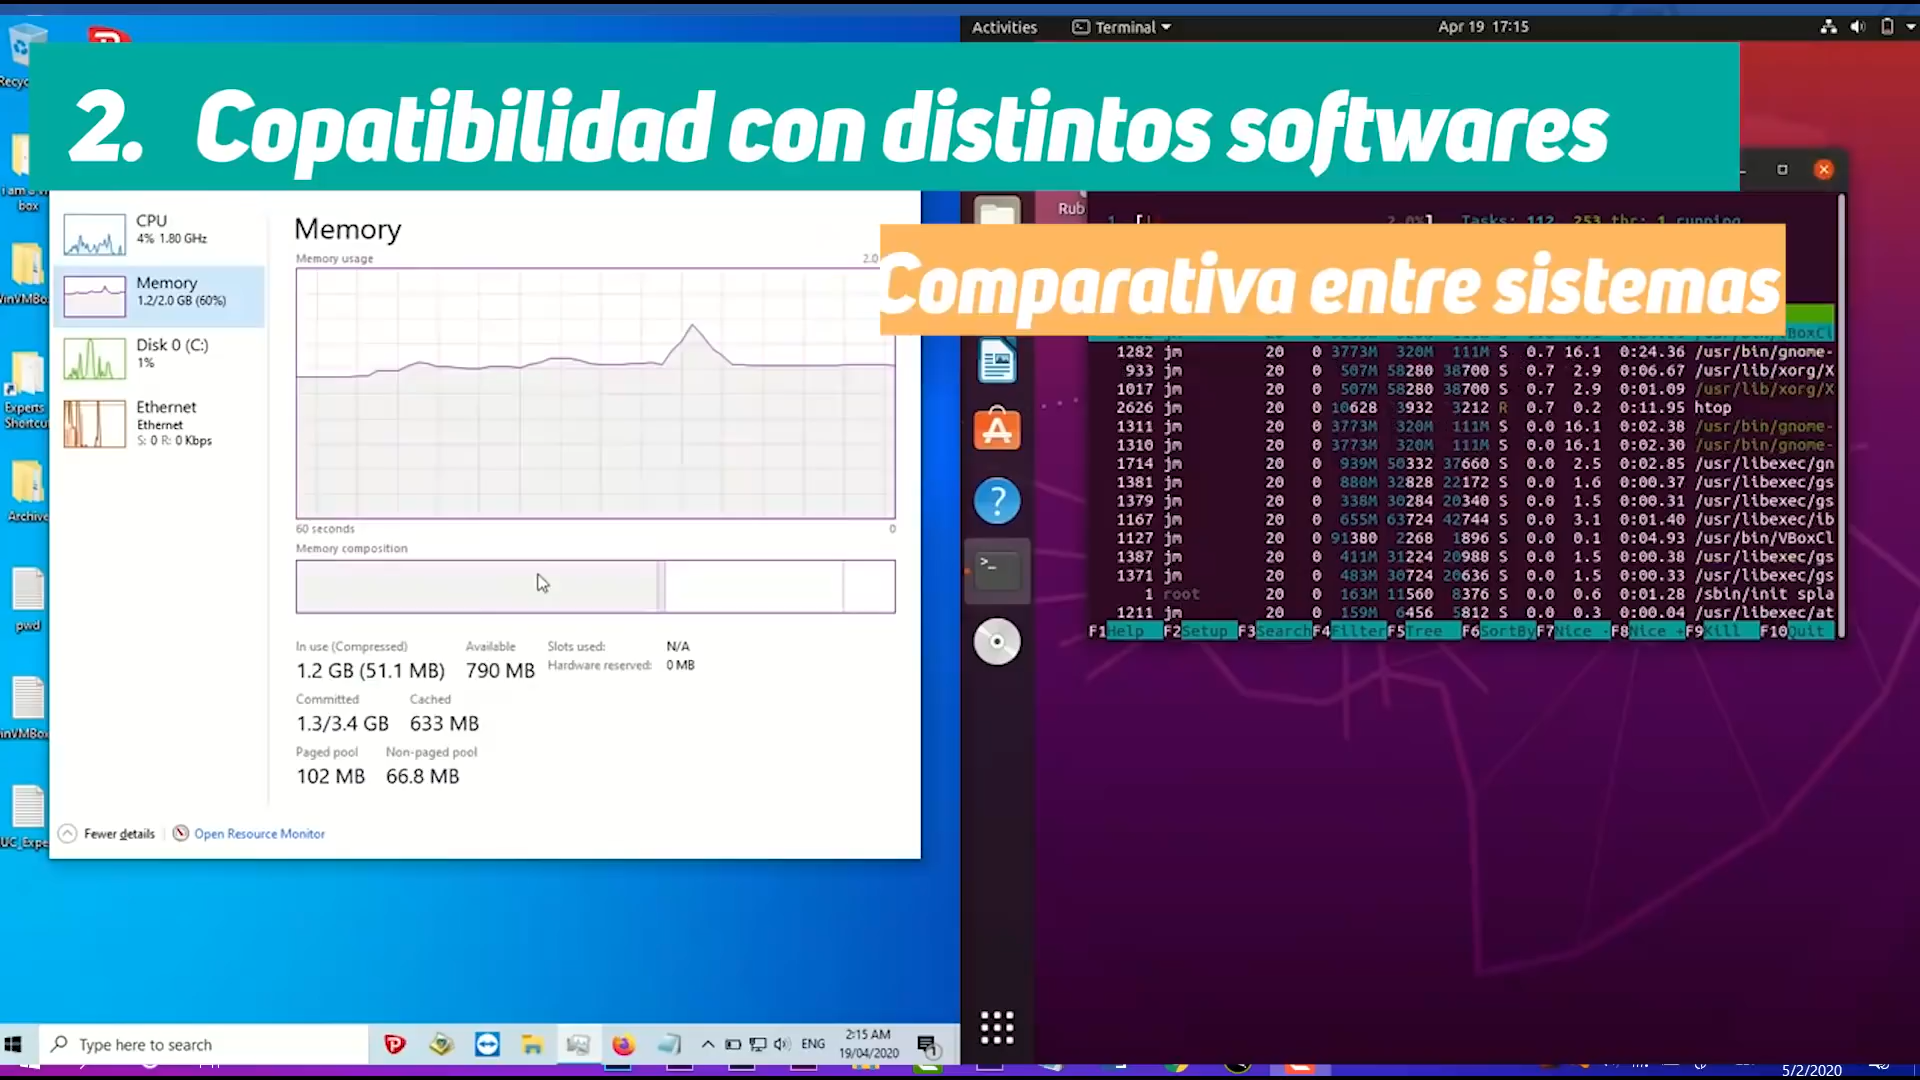 Activities
Terminal
Apr 19 17:15
2. Copatibilidad con distintos softwares
Comparativa entre sistemas
box
Experts
Archive
pwd
CPU
4% 1.80 GHz
Memory
1.2/2.0 GB (60%)
Disk 0 (C:)
1%
Ethernet
Ethernet
S: 0 R: 0 Kbps
Memory
Memory usage
2.0
60 seconds
0
Memory composition
In use (Compressed)
1.2 GB (51.1 MB)
Available
790 MB
Slots used: N/A
Hardware reserved: 0 MB
Committed
1.3/3.4 GB
Cached
633 MB
Paged pool
102 MB
Non-paged pool
66.8 MB
Fewer details
Open Resource Monitor
Type here to search
ENG
2:15 AM
19/04/2020
1
Rub
1 [ 2.0%] Tasks: 112, 253 thr; 1 running
1282 jm 20 0 3773M 320M 111M S 0.7 16.1 0:24.36 /usr/bin/gnome-
933 jm 20 0 507M 58280 38700 S 0.7 2.9 0:06.67 /usr/lib/xorg/X
1017 jm 20 0 507M 58280 38700 S 0.7 2.9 0:01.09 /usr/lib/xorg/X
2626 jm 20 0 10628 3932 3212 R 0.7 0.2 0:11.95 htop
1311 jm 20 0 3773M 320M 111M S 0.0 16.1 0:02.38 /usr/bin/gnome-
1310 jm 20 0 3773M 320M 111M S 0.0 16.1 0:02.30 /usr/bin/gnome-
1714 jm 20 0 939M 50332 37660 S 0.0 2.5 0:02.85 /usr/libexec/gn
1381 jm 20 0 880M 32828 22172 S 0.0 1.6 0:00.37 /usr/libexec/gs
1379 jm 20 0 338M 30284 20340 S 0.0 1.5 0:00.31 /usr/libexec/gs
1167 jm 20 0 655M 63724 42744 S 0.0 3.1 0:01.40 /usr/libexec/ib
1127 jm 20 0 91380 2268 1896 S 0.0 0.1 0:04.93 /usr/bin/VBoxCl
1387 jm 20 0 411M 31224 20988 S 0.0 1.5 0:00.38 /usr/libexec/gs
1371 jm 20 0 483M 30724 20636 S 0.0 1.5 0:00.33 /usr/libexec/gs
1 root 20 0 163M 11560 8376 S 0.0 0.6 0:01.28 /sbin/init spla
1211 jm 20 0 159M 6456 5812 S 0.0 0.3 0:00.04 /usr/libexec/at
F1Help F2Setup F3Search F4Filter F5Tree F6SortBy F7Nice - F8Nice + F9Kill F10Quit
5/2/2020